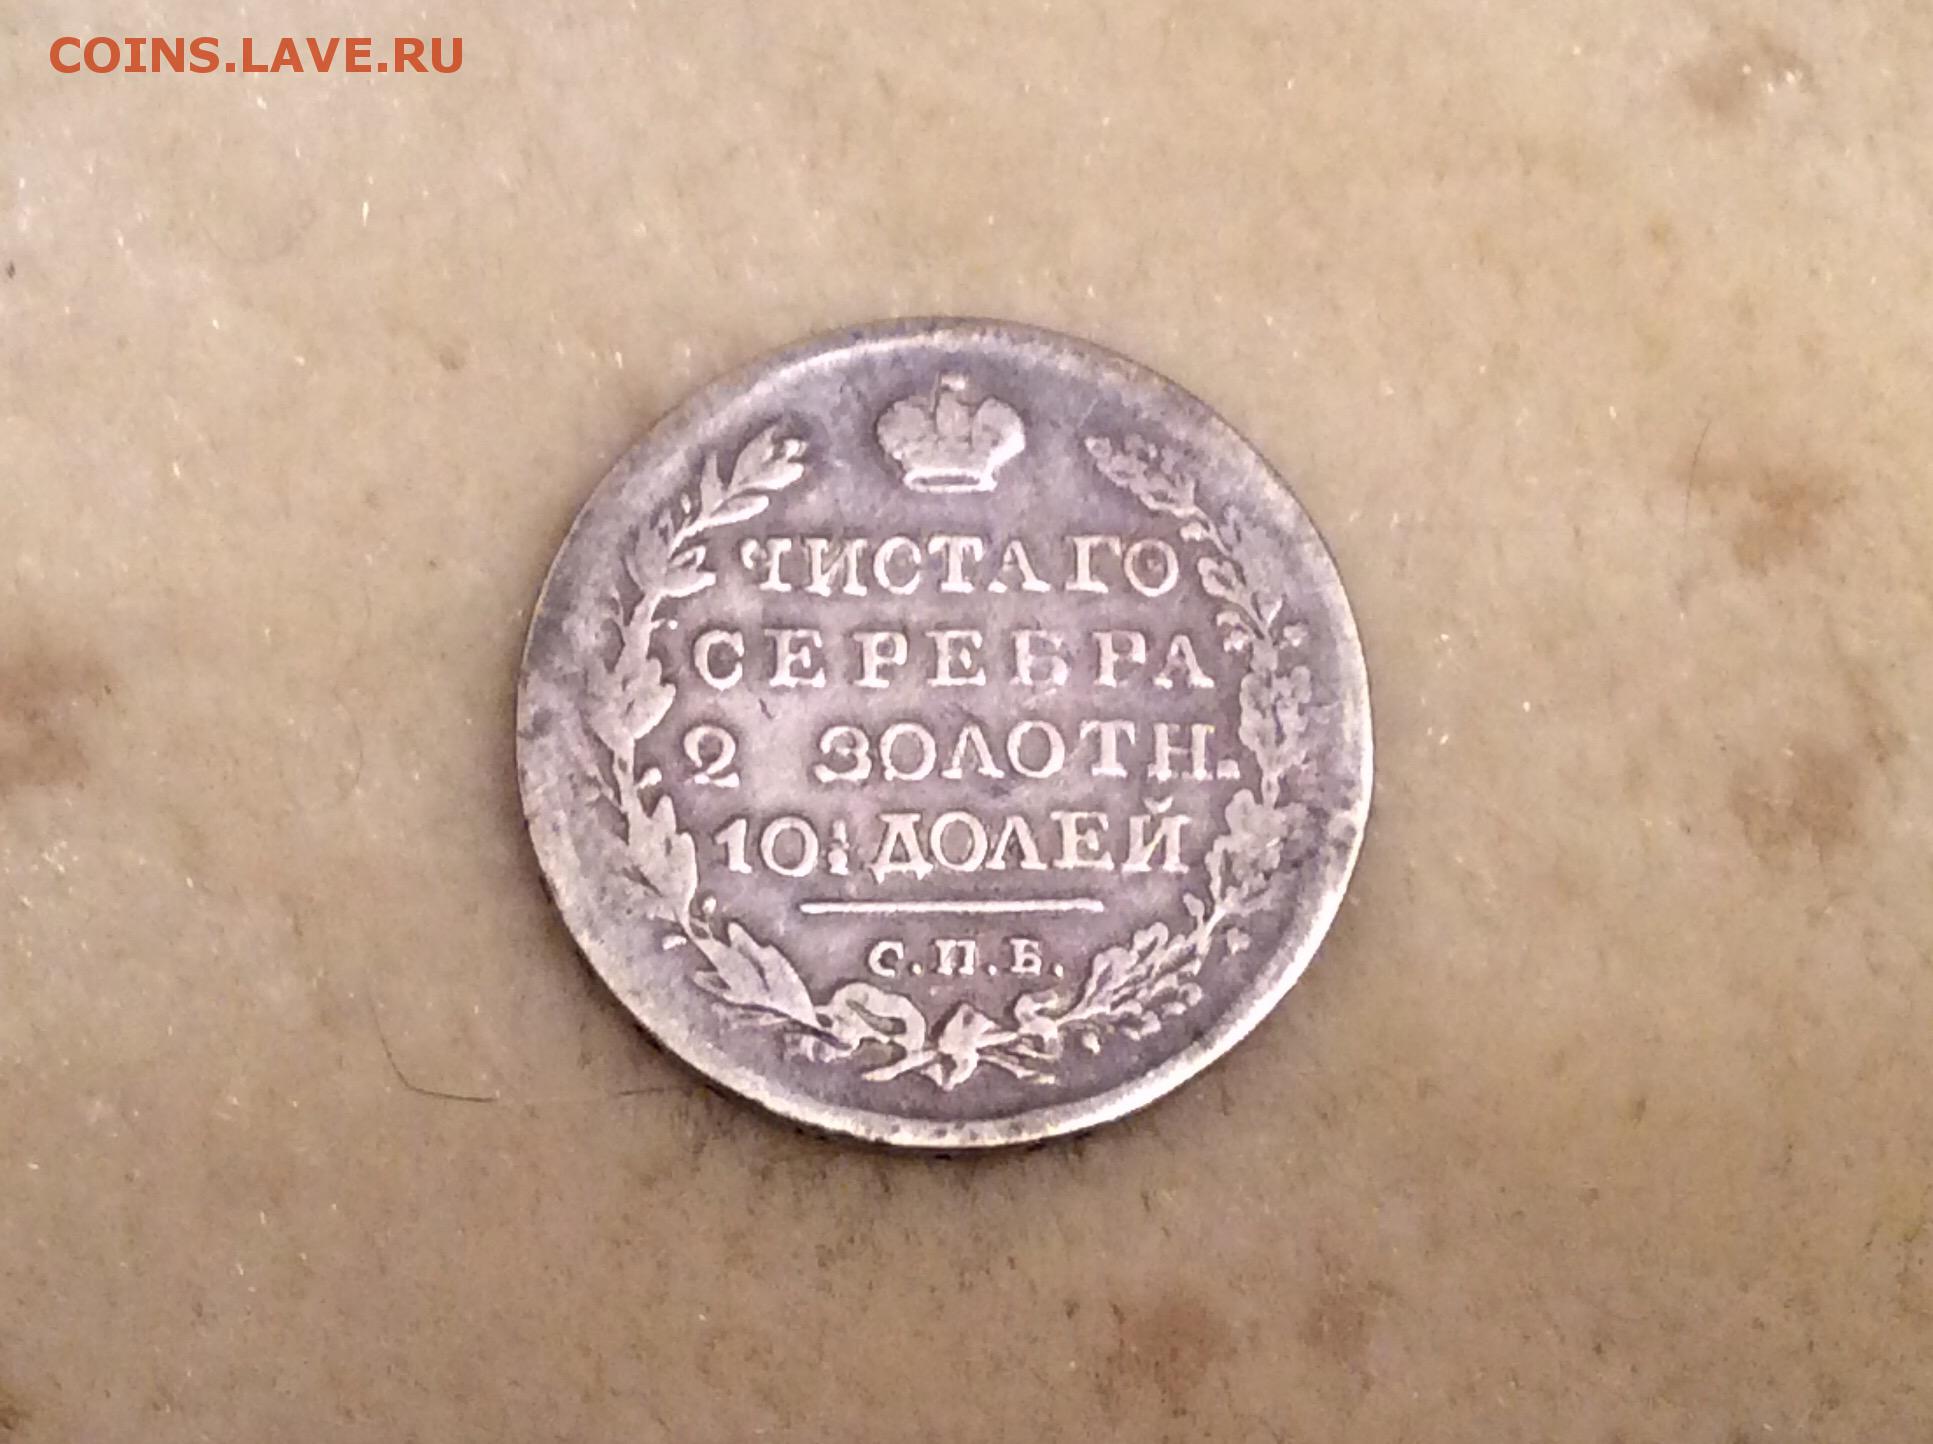 COINS.LAVE.RU
ЧИСТАГО
СЕРЕБРА
2 ЗОЛОТН.
10½ ДОЛЕЙ
С.П.Б.